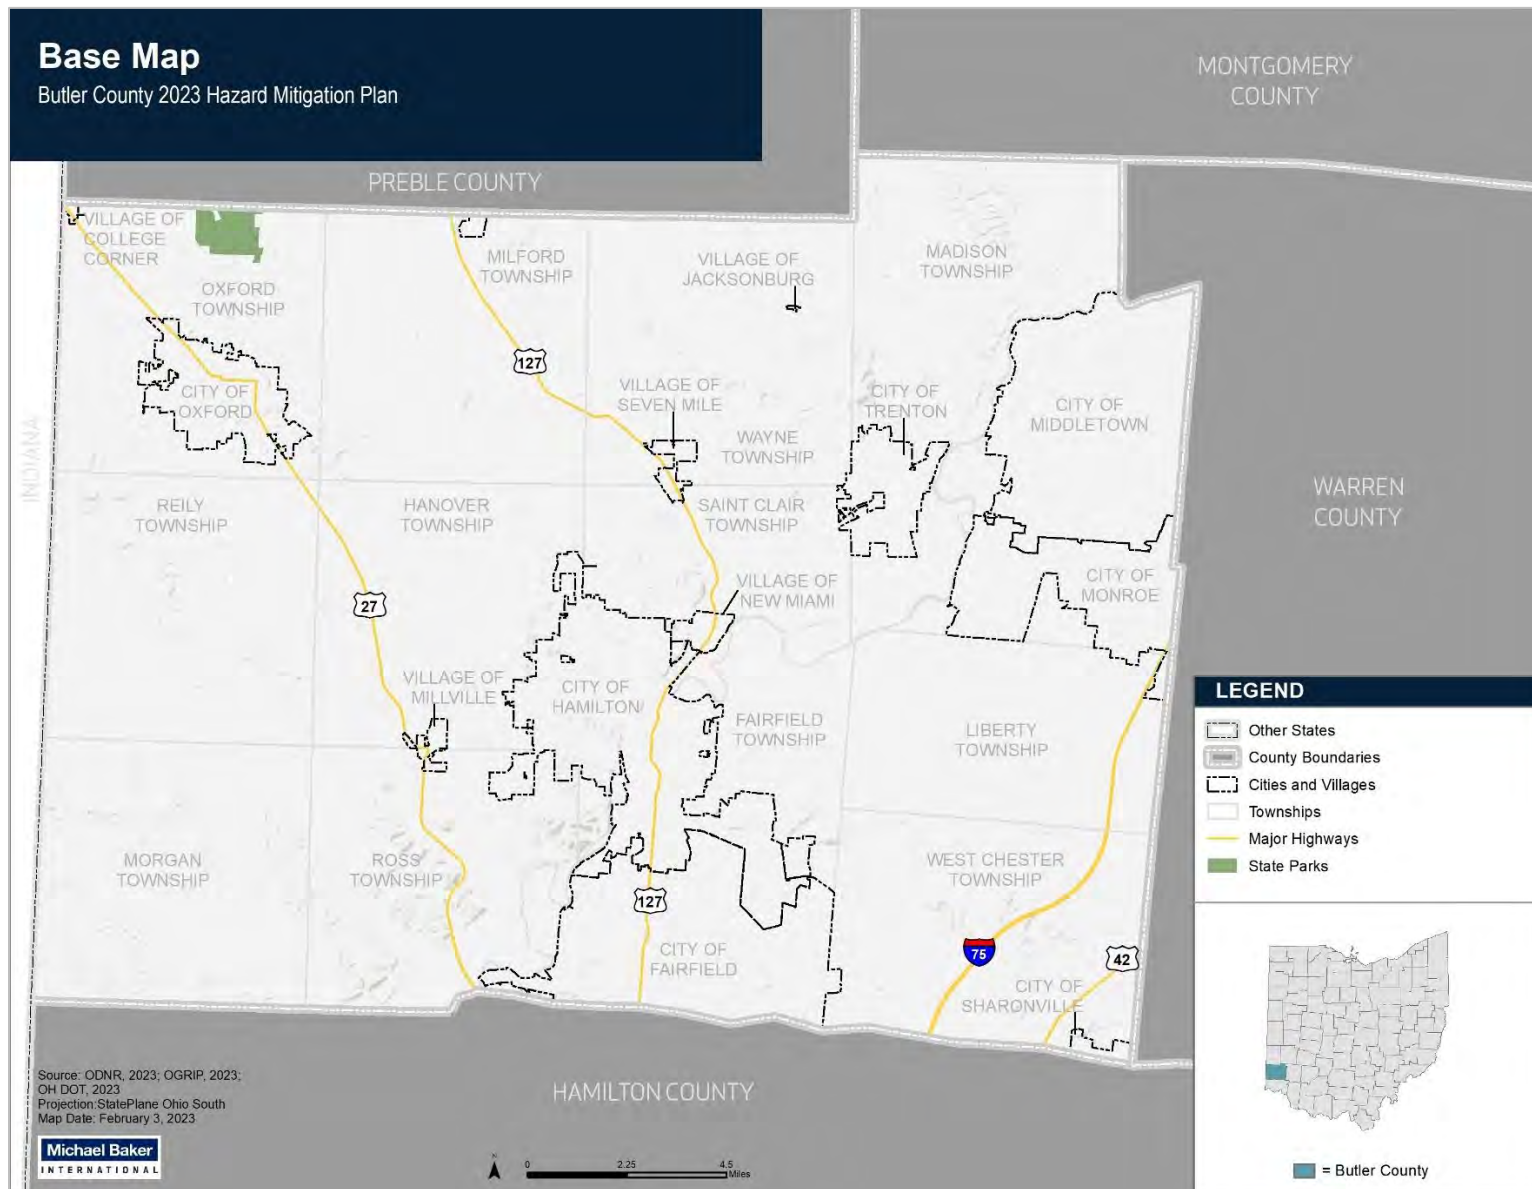 Base Map
Butler County 2023 Hazard Mitigation Plan
MONTGOMERY
COUNTY
PREBLE COUNTY
VILLAGE OF
COLLEGE
CORNER
MILFORD
TOWNSHIP
VILLAGE OF
JACKSONBURG
MADISON
TOWNSHIP
OXFORD
TOWNSHIP
127
VILLAGE OF
SEVEN MILE
CITY OF
TRENTON
CITY OF
MIDDLETOWN
CITY OF
OXFORD
INDIANA
WAYNE
TOWNSHIP
WARREN
COUNTY
REILY
TOWNSHIP
HANOVER
TOWNSHIP
SAINT CLAIR
TOWNSHIP
VILLAGE OF
NEW MIAMI
CITY OF
MONROE
27
VILLAGE OF
MILLVILLE
CITY OF
HAMILTON
FAIRFIELD
TOWNSHIP
LIBERTY
TOWNSHIP
MORGAN
TOWNSHIP
ROSS
TOWNSHIP
WEST CHESTER
TOWNSHIP
127
CITY OF
FAIRFIELD
75
42
CITY OF
SHARONVILLE
HAMILTON COUNTY
LEGEND
Other States
County Boundaries
Cities and Villages
Townships
Major Highways
State Parks
= Butler County
Source: ODNR, 2023; OGRIP, 2023;
OH DOT, 2023
Projection:StatePlane Ohio South
Map Date: February 3, 2023
Michael Baker
INTERNATIONAL
N
0 2.25 4.5
Miles